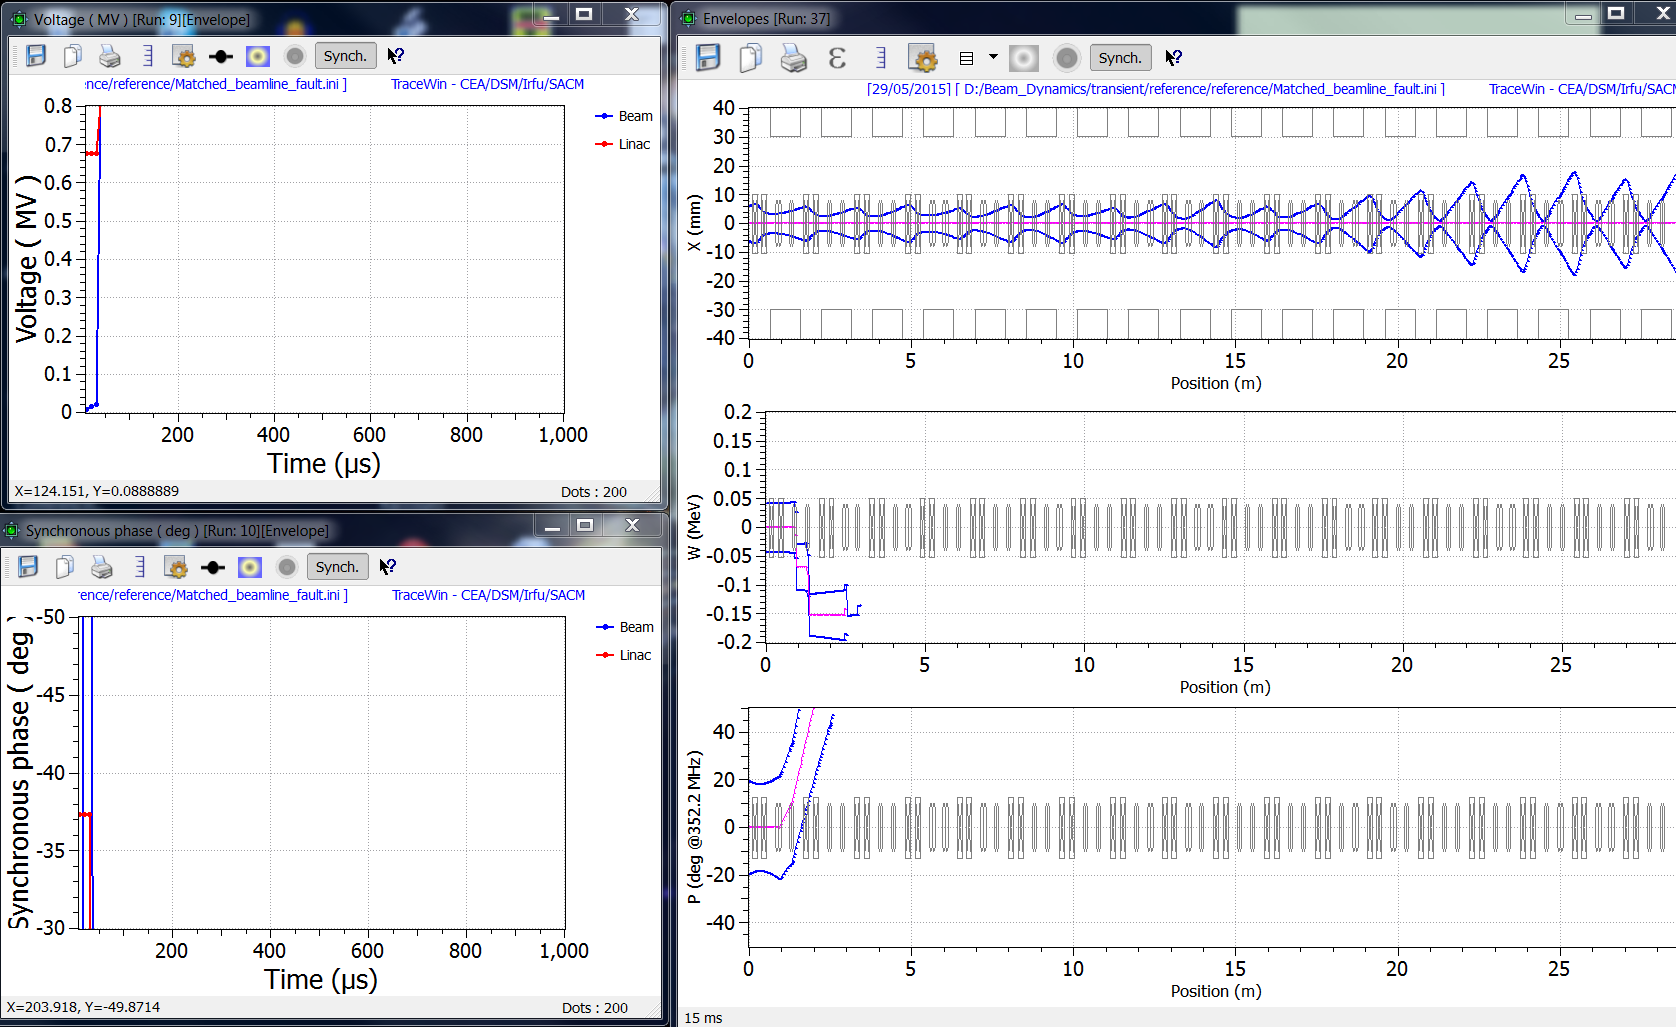 Voltage ( MV ) [Run: 9][Envelope]
Synch.
ence/reference/Matched_beamline_fault.ini ]
TraceWin - CEA/DSM/Irfu/SACM
Voltage ( MV )
0.8
0.7
0.6
0.5
0.4
0.3
0.2
0.1
0
200
400
600
800
1,000
Time (µs)
Beam
Linac
X=124.151, Y=0.0888889
Dots : 200
Synchronous phase ( deg ) [Run: 10][Envelope]
Synch.
ence/reference/Matched_beamline_fault.ini ]
TraceWin - CEA/DSM/Irfu/SACM
Synchronous phase ( deg )
-50
-45
-40
-35
-30
200
400
600
800
1,000
Time (µs)
Beam
Linac
X=203.918, Y=-49.8714
Dots : 200
Envelopes [Run: 37]
ε
Synch.
[29/05/2015] [ D:/Beam_Dynamics/transient/reference/reference/Matched_beamline_fault.ini ]
TraceWin - CEA/DSM/Irfu/SACM
X (mm)
40
30
20
10
0
-10
-20
-30
-40
0
5
10
15
20
25
Position (m)
W (MeV)
0.2
0.15
0.1
0.05
0
-0.05
-0.1
-0.15
-0.2
0
5
10
15
20
25
Position (m)
P (deg @352.2 MHz)
40
20
0
-20
-40
0
5
10
15
20
25
Position (m)
15 ms